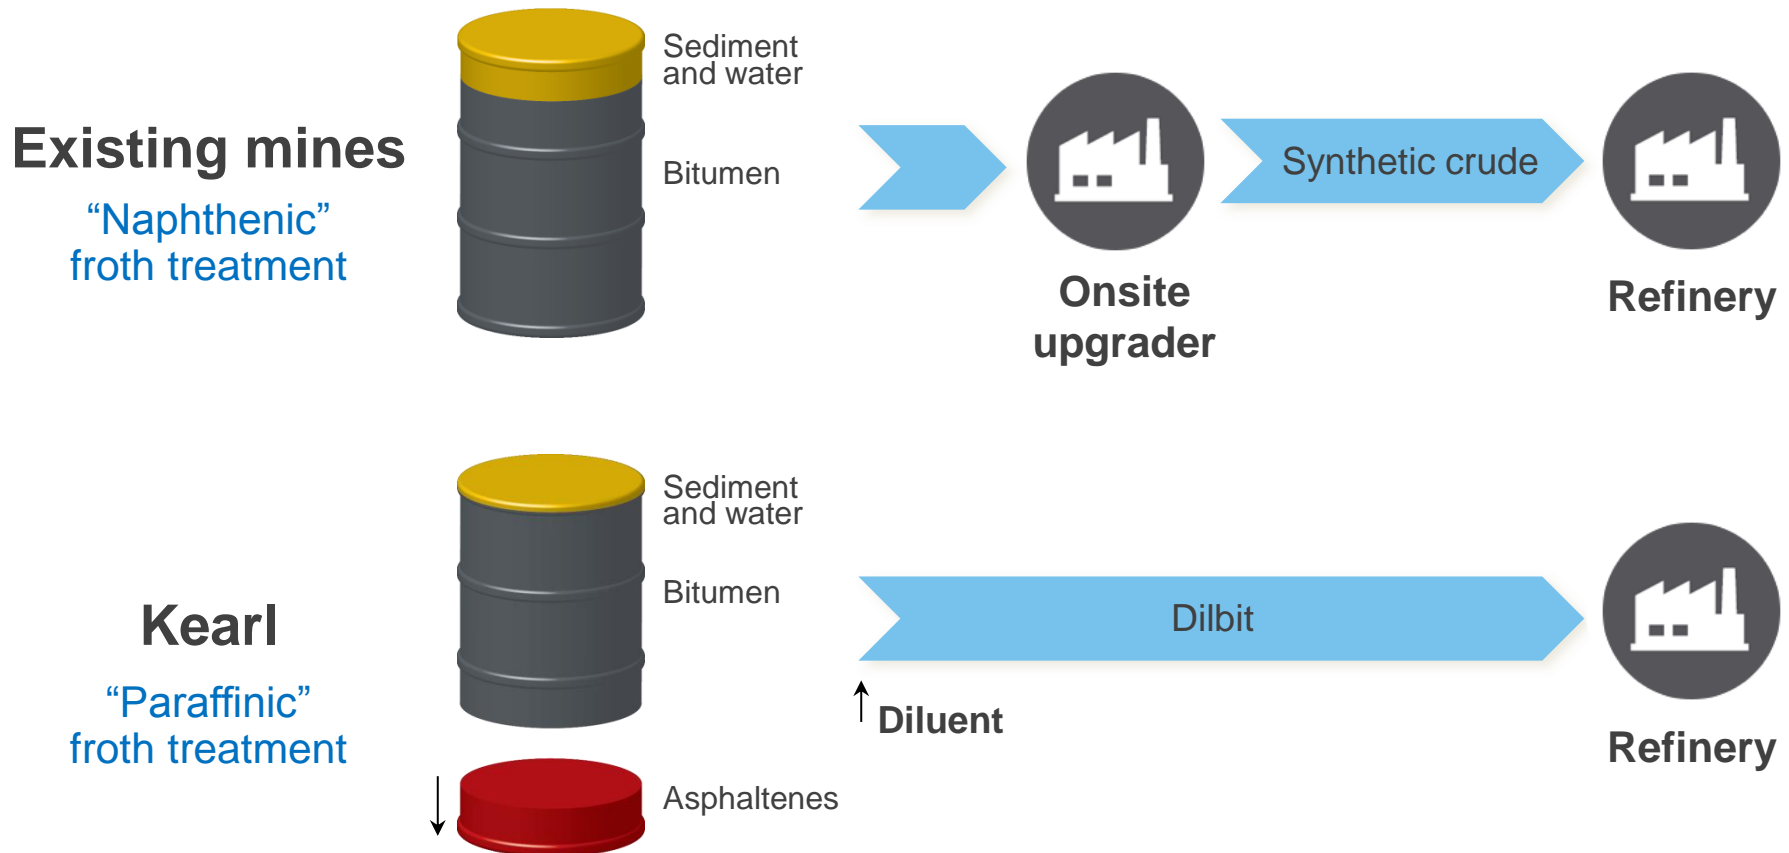 Existing mines
“Naphthenic”
froth treatment
Sediment
and water
Bitumen
Onsite
upgrader
Synthetic crude
Refinery
Kearl
“Paraffinic”
froth treatment
Sediment
and water
Bitumen
Asphaltenes
Diluent
Dilbit
Refinery